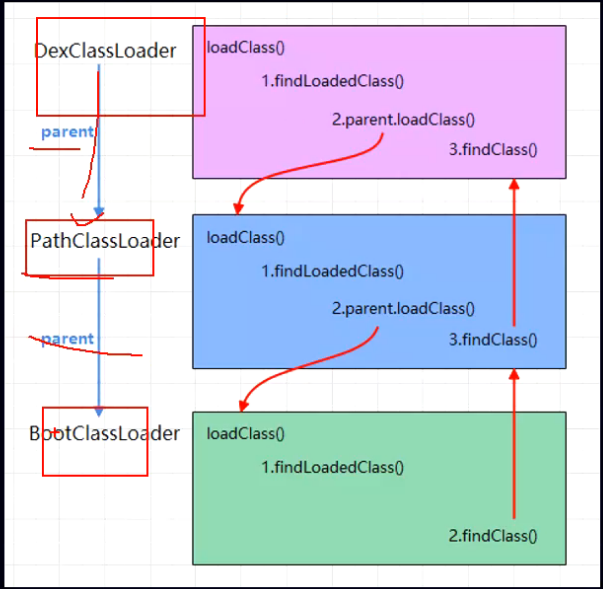 DexClassLoader
loadClass()
1.findLoadedClass()
2.parent.loadClass()
3.findClass()
parent
PathClassLoader
loadClass()
1.findLoadedClass()
2.parent.loadClass()
3.findClass()
parent
BootClassLoader
loadClass()
1.findLoadedClass()
2.findClass()